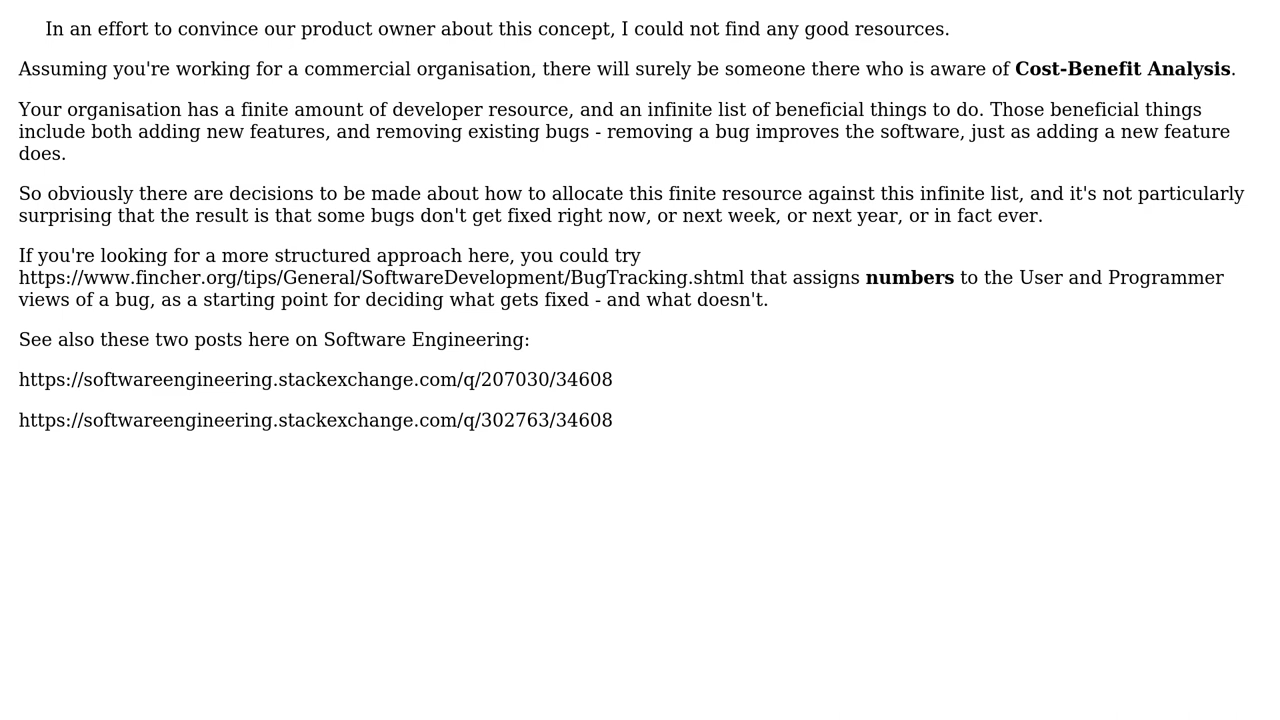 In an effort to convince our product owner about this concept, I could not find any good resources.
Assuming you're working for a commercial organisation, there will surely be someone there who is aware of Cost-Benefit Analysis.
Your organisation has a finite amount of developer resource, and an infinite list of beneficial things to do. Those beneficial things
include both adding new features, and removing existing bugs - removing a bug improves the software, just as adding a new feature
does.
So obviously there are decisions to be made about how to allocate this finite resource against this infinite list, and it's not particularly
surprising that the result is that some bugs don't get fixed right now, or next week, or next year, or in fact ever.
If you're looking for a more structured approach here, you could try
https://www.fincher.org/tips/General/SoftwareDevelopment/BugTracking.shtml that assigns numbers to the User and Programmer
views of a bug, as a starting point for deciding what gets fixed - and what doesn't.
See also these two posts here on Software Engineering:
https://softwareengineering.stackexchange.com/q/207030/34608
https://softwareengineering.stackexchange.com/q/302763/34608